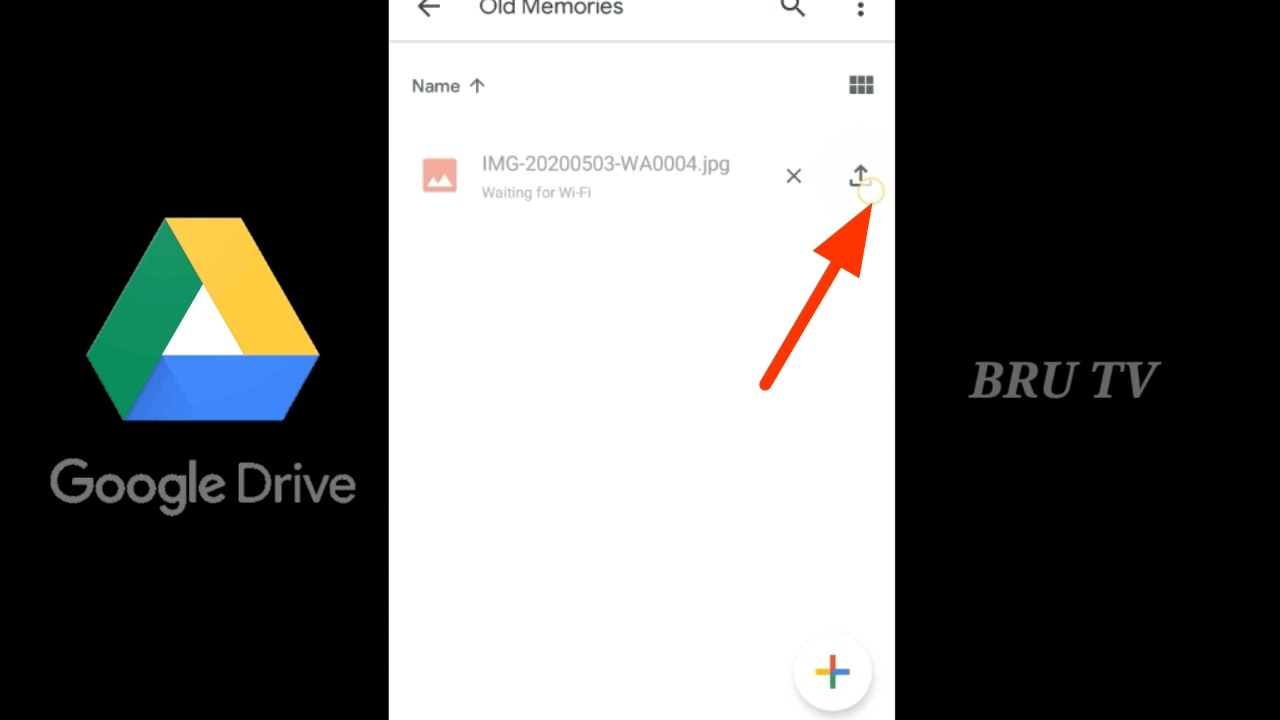 Old Memories
Name
IMG-20200503-WA0004.jpg
Waiting for Wi-Fi
Google Drive
BRU TV